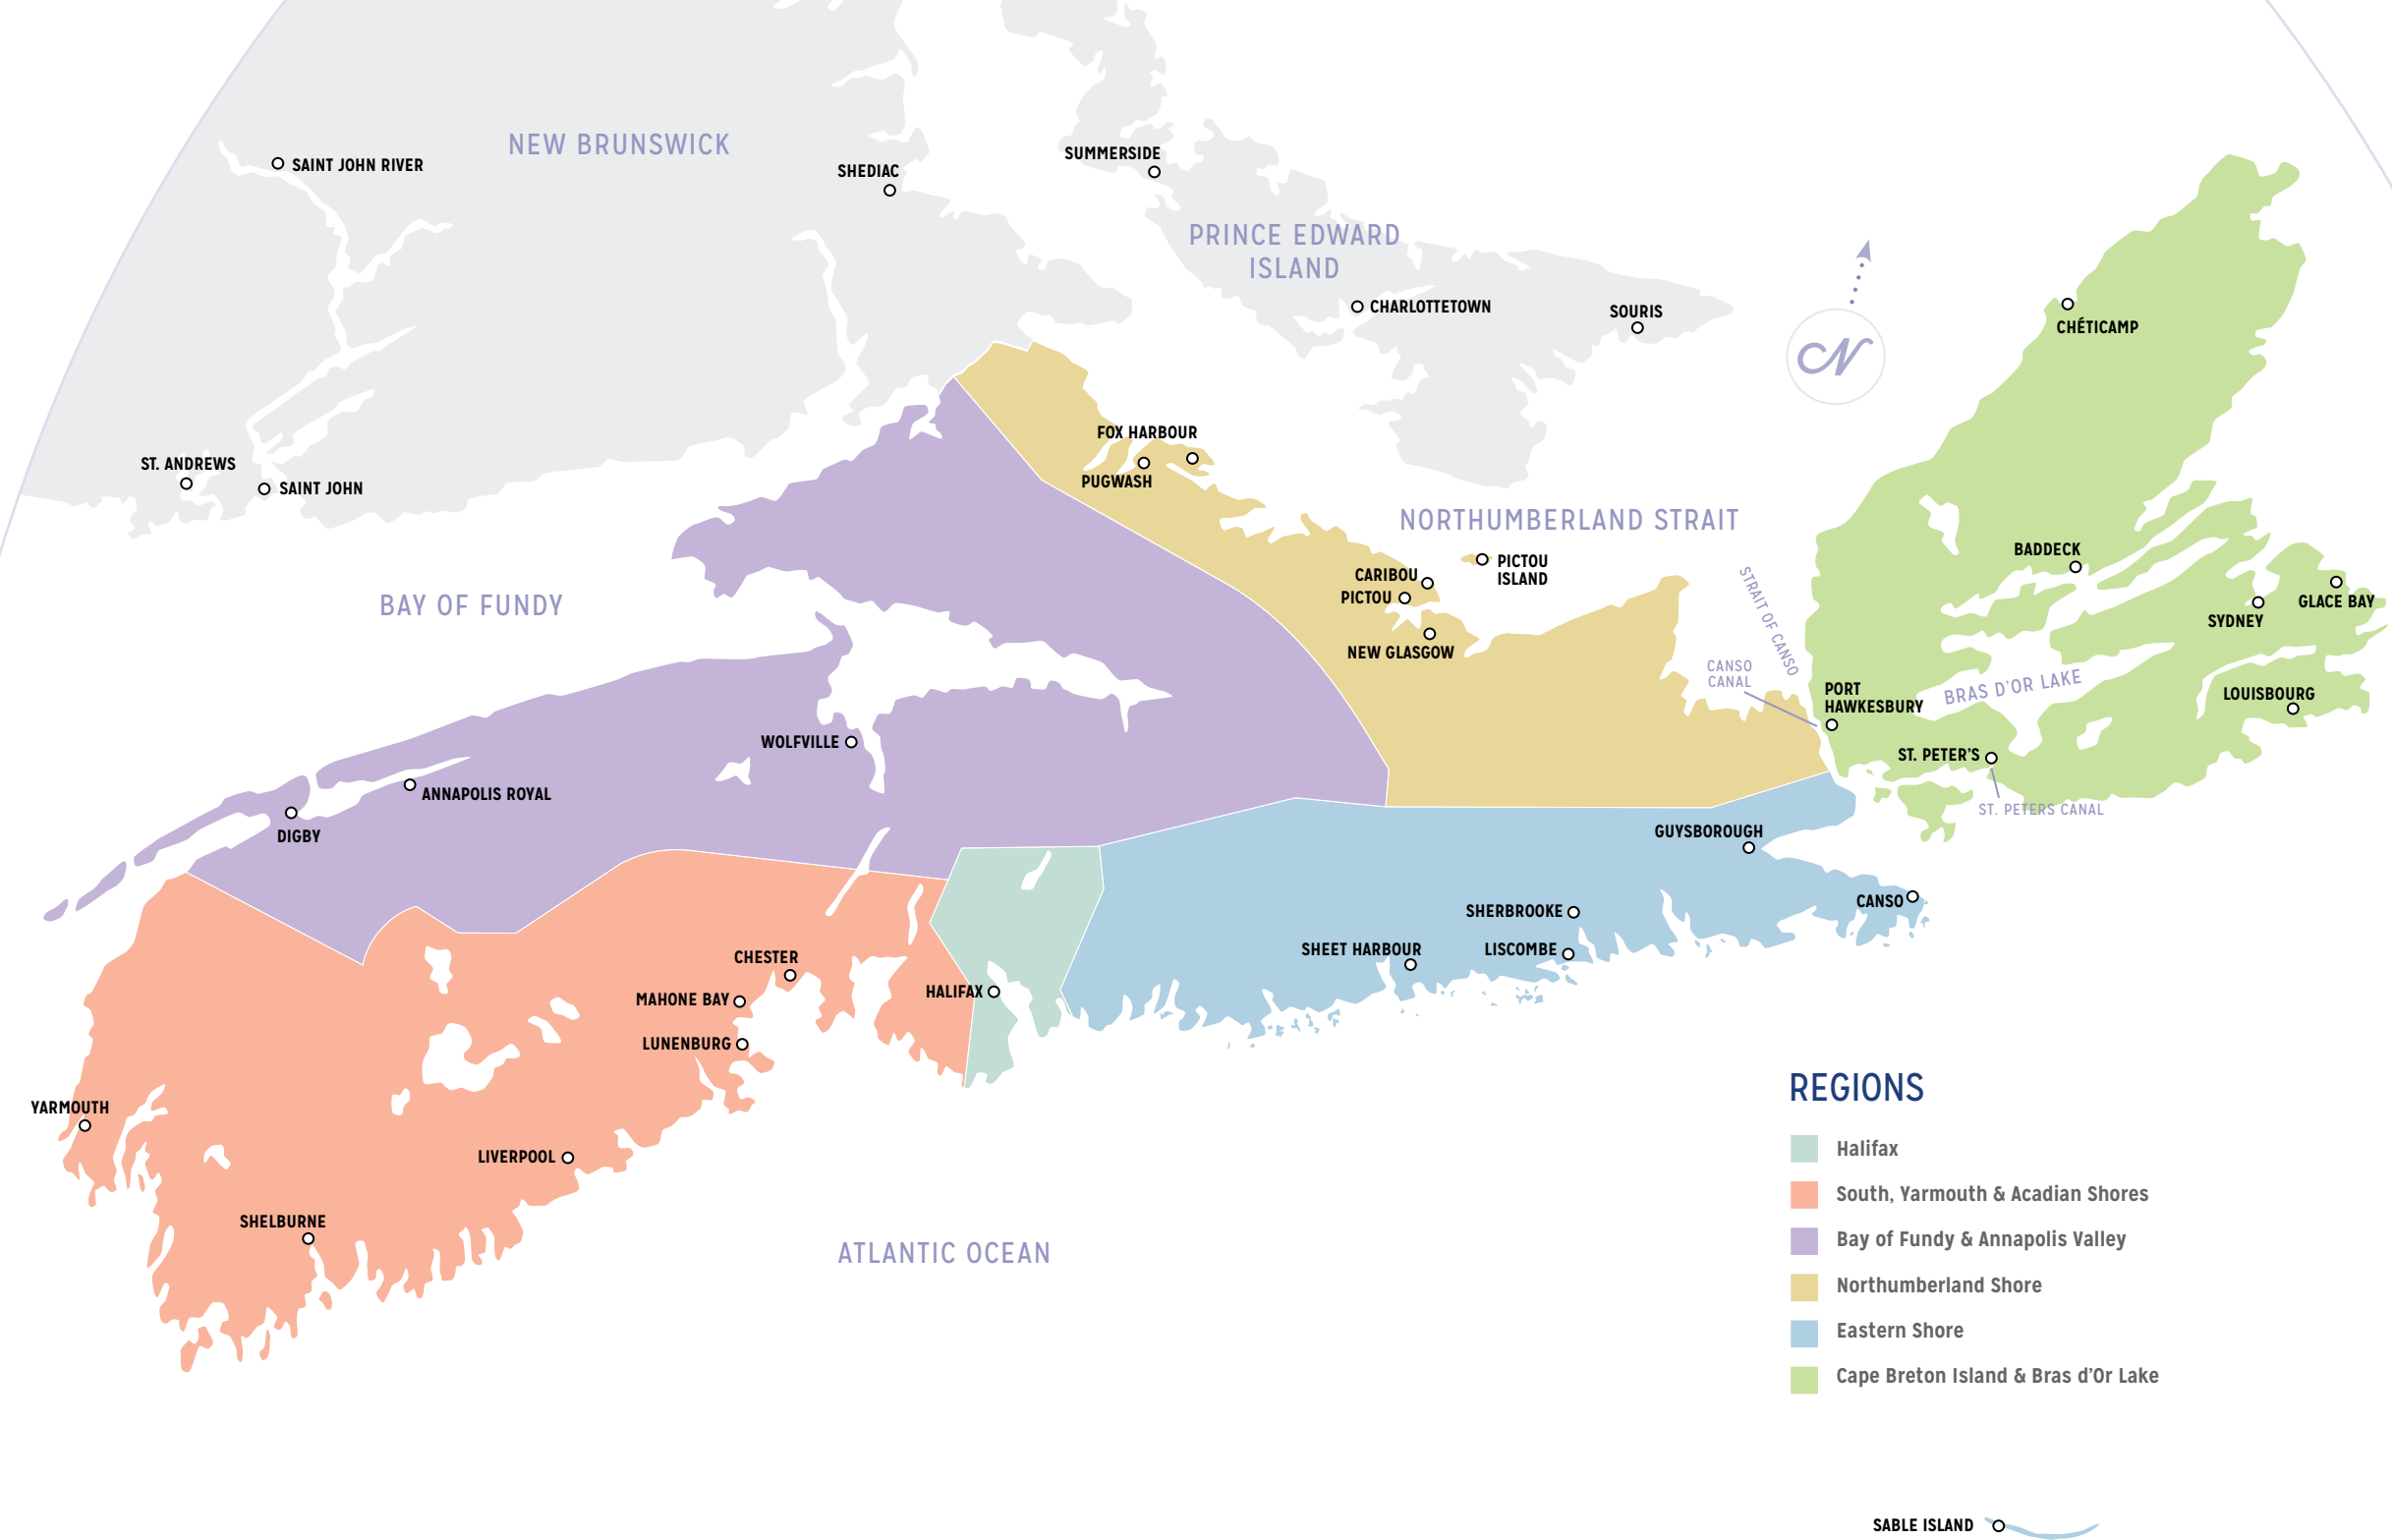 NEW BRUNSWICK
SAINT JOHN RIVER
SHEDIAC
SUMMERSIDE
PRINCE EDWARD
ISLAND
CHARLOTTETOWN
SOURIS
N
CHÉTICAMP
ST. ANDREWS
SAINT JOHN
FOX HARBOUR
PUGWASH
NORTHUMBERLAND STRAIT
PICTOU
ISLAND
CARIBOU
PICTOU
NEW GLASGOW
STRAIT OF CANSO
CANSO
CANAL
BADDECK
SYDNEY
GLACE BAY
BRAS D'OR LAKE
LOUISBOURG
PORT
HAWKESBURY
ST. PETER'S
ST. PETERS CANAL
BAY OF FUNDY
WOLFVILLE
ANNAPOLIS ROYAL
DIGBY
GUYSBOROUGH
CANSO
SHERBROOKE
LISCOMBE
SHEET HARBOUR
CHESTER
MAHONE BAY
LUNENBURG
HALIFAX
YARMOUTH
LIVERPOOL
SHELBURNE
ATLANTIC OCEAN
REGIONS
Halifax
South, Yarmouth & Acadian Shores
Bay of Fundy & Annapolis Valley
Northumberland Shore
Eastern Shore
Cape Breton Island & Bras d'Or Lake
SABLE ISLAND